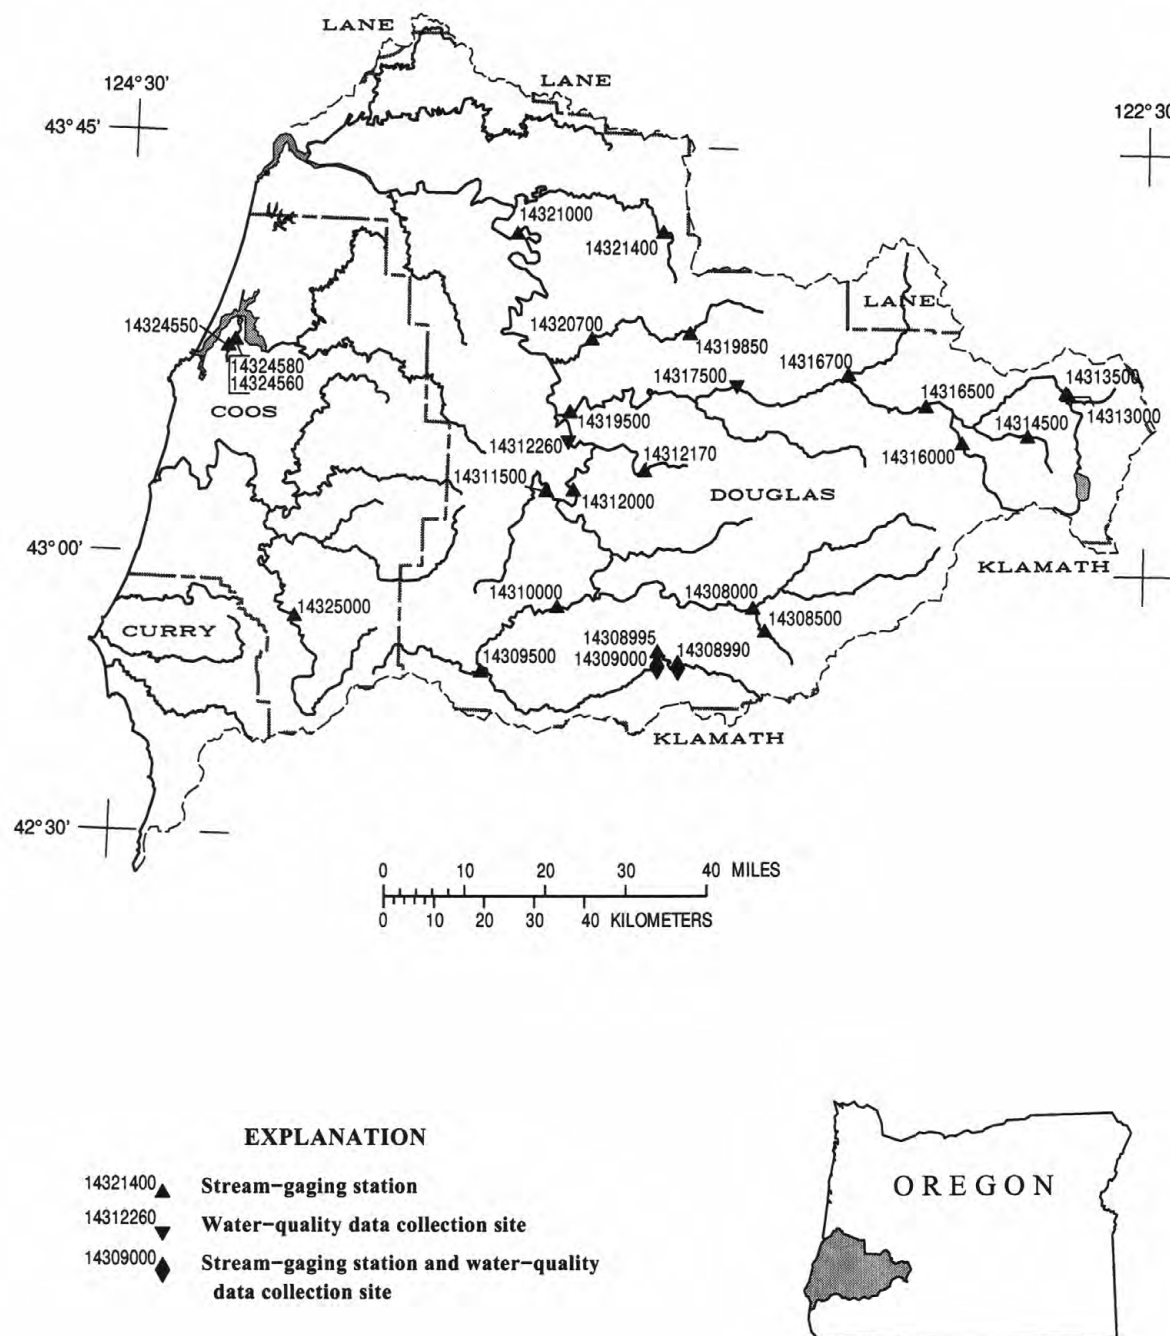 LANE
124°30'
LANE
43°45'
122°30
14321000
14321400
LANE
14324550
14320700
14319850
14316700
14324580
14324560
14317500
14316500
14313500
14313000
COOS
14319500
14314500
14312260
14312170
14316000
14311500
14312000
DOUGLAS
43°00'
KLAMATH
14310000
14308000
14325000
14308500
CURRY
14308995
14308990
14309500
14309000
KLAMATH
42°30'
0 10 20 30 40 MILES
0 10 20 30 40 KILOMETERS
EXPLANATION
14321400 Stream-gaging station
14312260 Water-quality data collection site
14309000 Stream-gaging station and water-quality
data collection site
OREGON